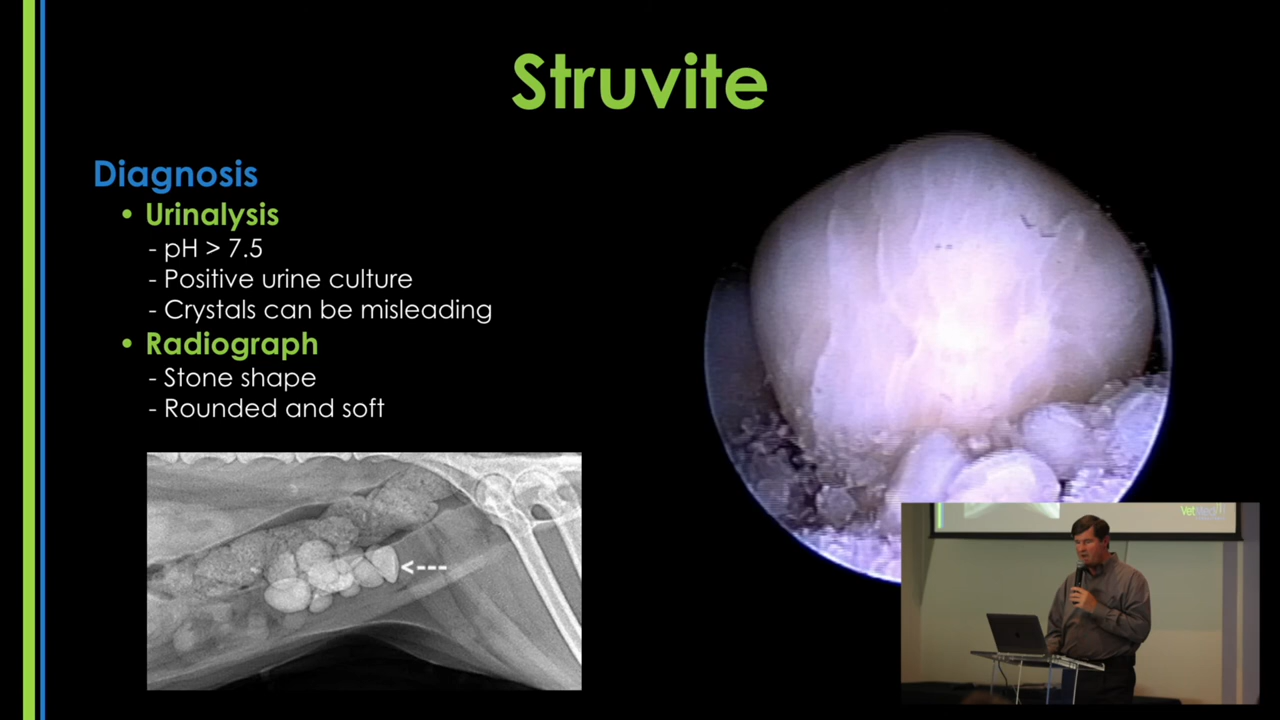 Struvite
Diagnosis
• Urinalysis
- pH > 7.5
- Positive urine culture
- Crystals can be misleading
• Radiograph
- Stone shape
- Rounded and soft
<---
VetMed